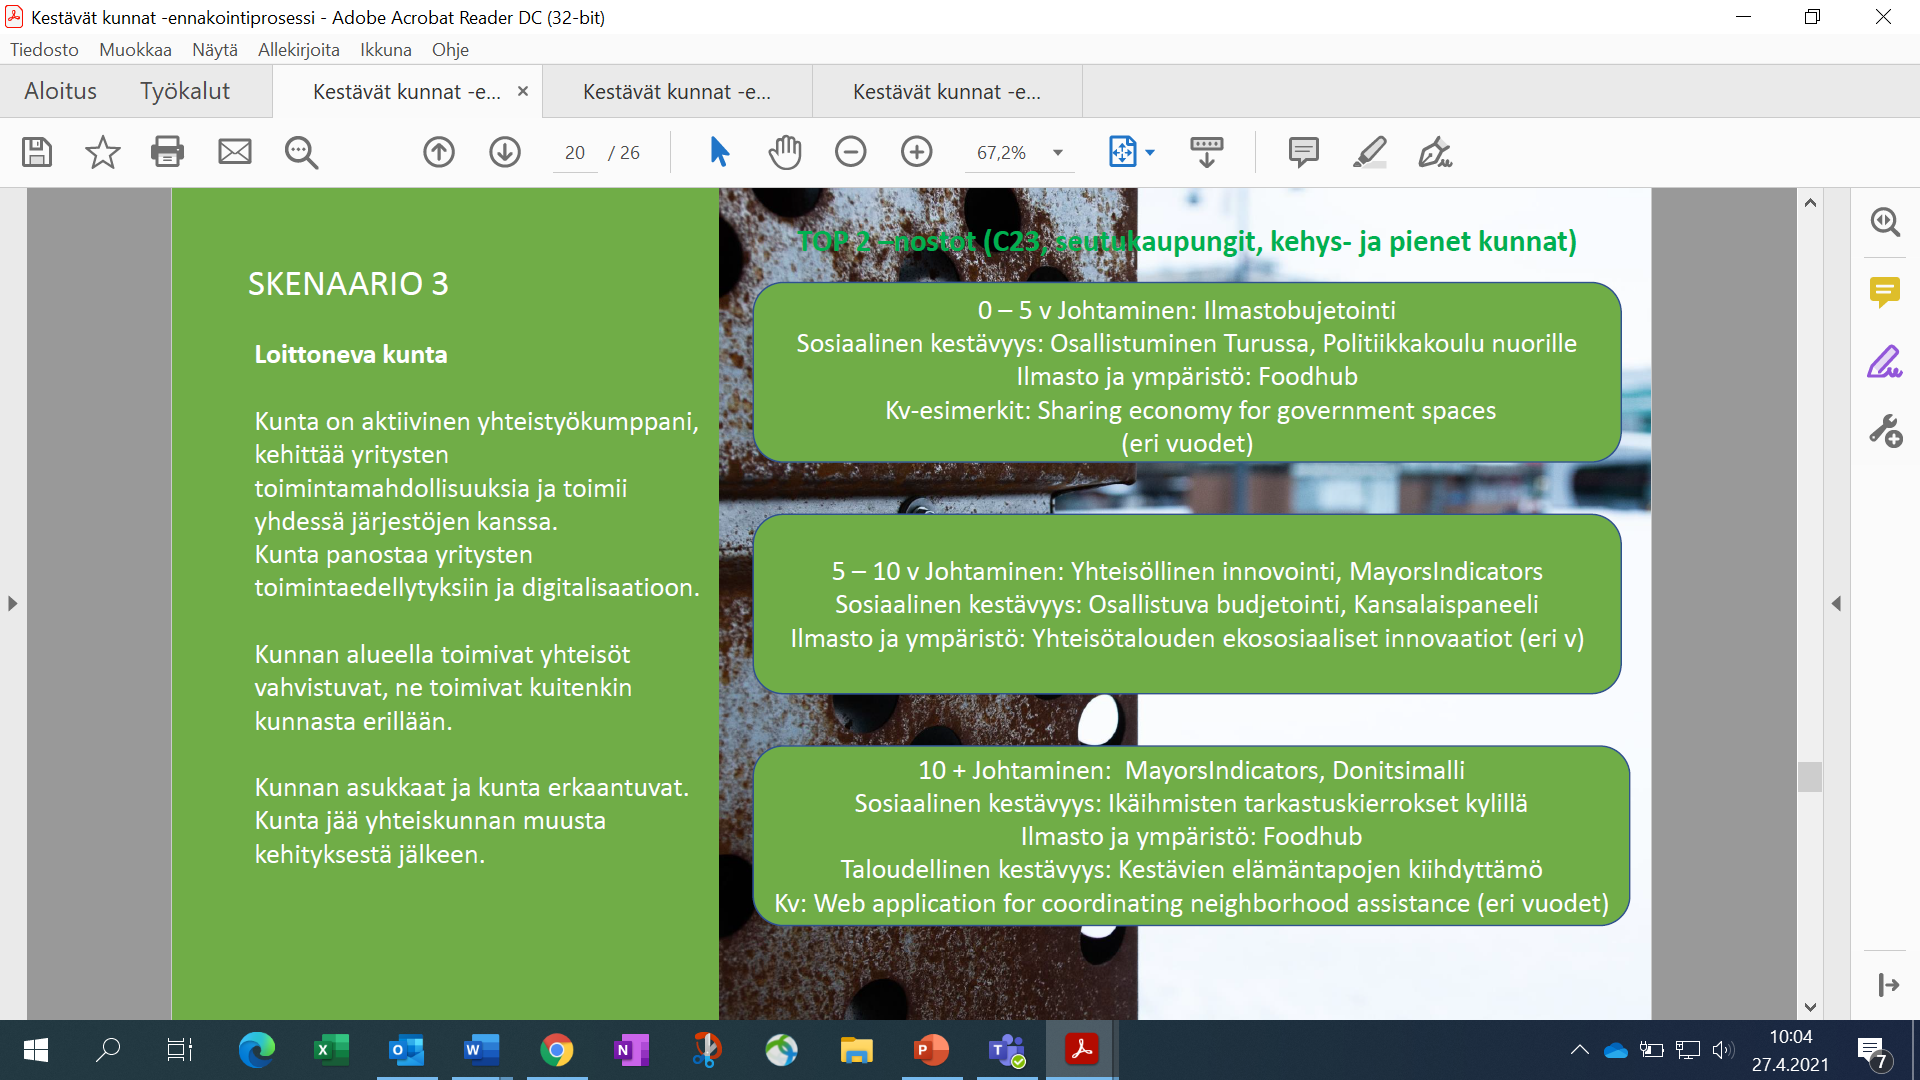 Kestävät kunnat -ennakointiprosessi - Adobe Acrobat Reader DC (32-bit)
Tiedosto Muokkaa Näytä Allekirjoita Ikkuna Ohje
Aloitus Työkalut Kestävät kunnat -e... × Kestävät kunnat -e... Kestävät kunnat -e...
20 / 26 67,2%
SKENAARIO 3
Loittoneva kunta
Kunta on aktiivinen yhteistyökumppani,
kehittää yritysten
toimintamahdollisuuksia ja toimii
yhdessä järjestöjen kanssa.
Kunta panostaa yritysten
toimintaedellytyksiin ja digitalisaatioon.
Kunnan alueella toimivat yhteisöt
vahvistuvat, ne toimivat kuitenkin
kunnasta erillään.
Kunnan asukkaat ja kunta erkaantuvat.
Kunta jää yhteiskunnan muusta
kehityksestä jälkeen.
TOP 2 –nostot (C23, seutukaupungit, kehys- ja pienet kunnat)
0 – 5 v Johtaminen: Ilmastobujetointi
Sosiaalinen kestävyys: Osallistuminen Turussa, Politiikkakoulu nuorille
Ilmasto ja ympäristö: Foodhub
Kv-esimerkit: Sharing economy for government spaces
(eri vuodet)
5 – 10 v Johtaminen: Yhteisöllinen innovointi, MayorsIndicators
Sosiaalinen kestävyys: Osallistuva budjetointi, Kansalaispaneeli
Ilmasto ja ympäristö: Yhteisötalouden ekososiaaliset innovaatiot (eri v)
10 + Johtaminen: MayorsIndicators, Donitsimalli
Sosiaalinen kestävyys: Ikäihmisten tarkastuskierrokset kylillä
Ilmasto ja ympäristö: Foodhub
Taloudellinen kestävyys: Kestävien elämäntapojen kiihdyttämö
Kv: Web application for coordinating neighborhood assistance (eri vuodet)
10:04
27.4.2021
7